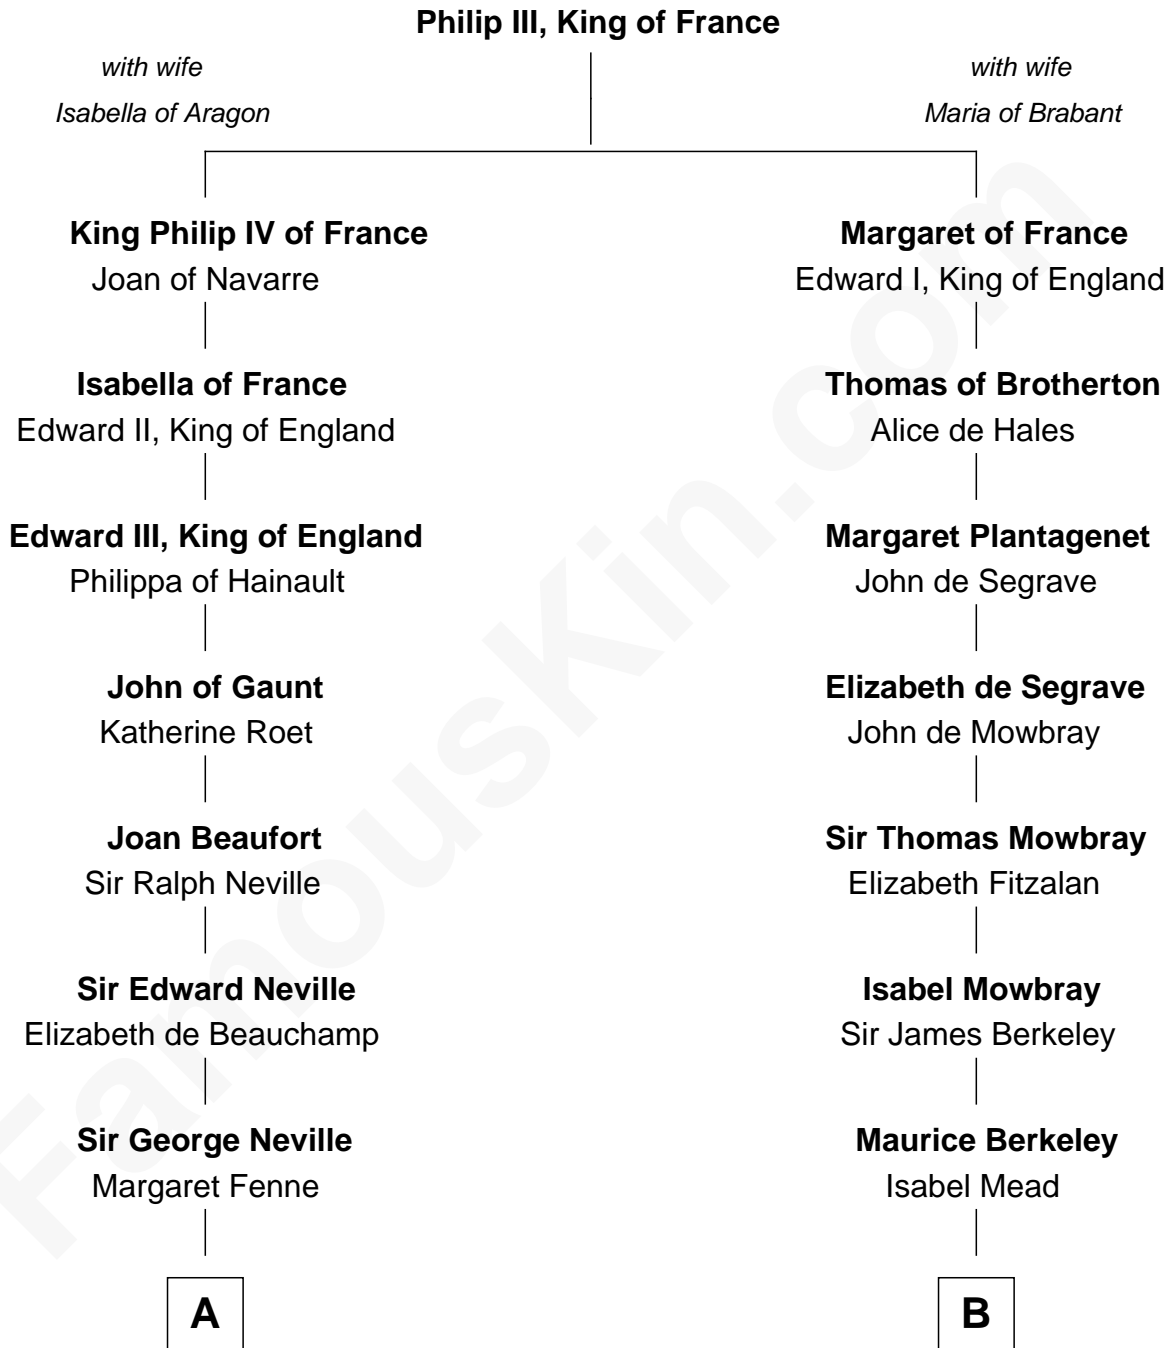 Philip III, King of France
with wife
Isabella of Aragon
with wife
Maria of Brabant
King Philip IV of France
Joan of Navarre
Margaret of France
Edward I, King of England
Isabella of France
Edward II, King of England
Thomas of Brotherton
Alice de Hales
Edward III, King of England
Philippa of Hainault
Margaret Plantagenet
John de Segrave
John of Gaunt
Katherine Roet
Elizabeth de Segrave
John de Mowbray
Joan Beaufort
Sir Ralph Neville
Sir Thomas Mowbray
Elizabeth Fitzalan
Sir Edward Neville
Elizabeth de Beauchamp
Isabel Mowbray
Sir James Berkeley
Sir George Neville
Margaret Fenne
Maurice Berkeley
Isabel Mead
A
B
FamousKin.com